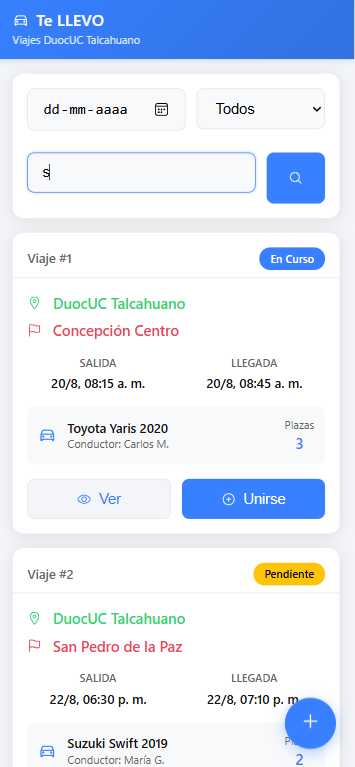 Te LLEVO
Viajes DuocUC Talcahuano
dd-mm-aaaa
Todos
s
Viaje #1
En Curso
DuocUC Talcahuano
Concepción Centro
SALIDA
LLEGADA
20/8, 08:15 a. m.
20/8, 08:45 a. m.
Toyota Yaris 2020
Conductor: Carlos M.
Plazas
3
Ver
Unirse
Viaje #2
Pendiente
DuocUC Talcahuano
San Pedro de la Paz
SALIDA
LLEGADA
22/8, 06:30 p. m.
22/8, 07:10 p. m.
Suzuki Swift 2019
Conductor: María G.
2